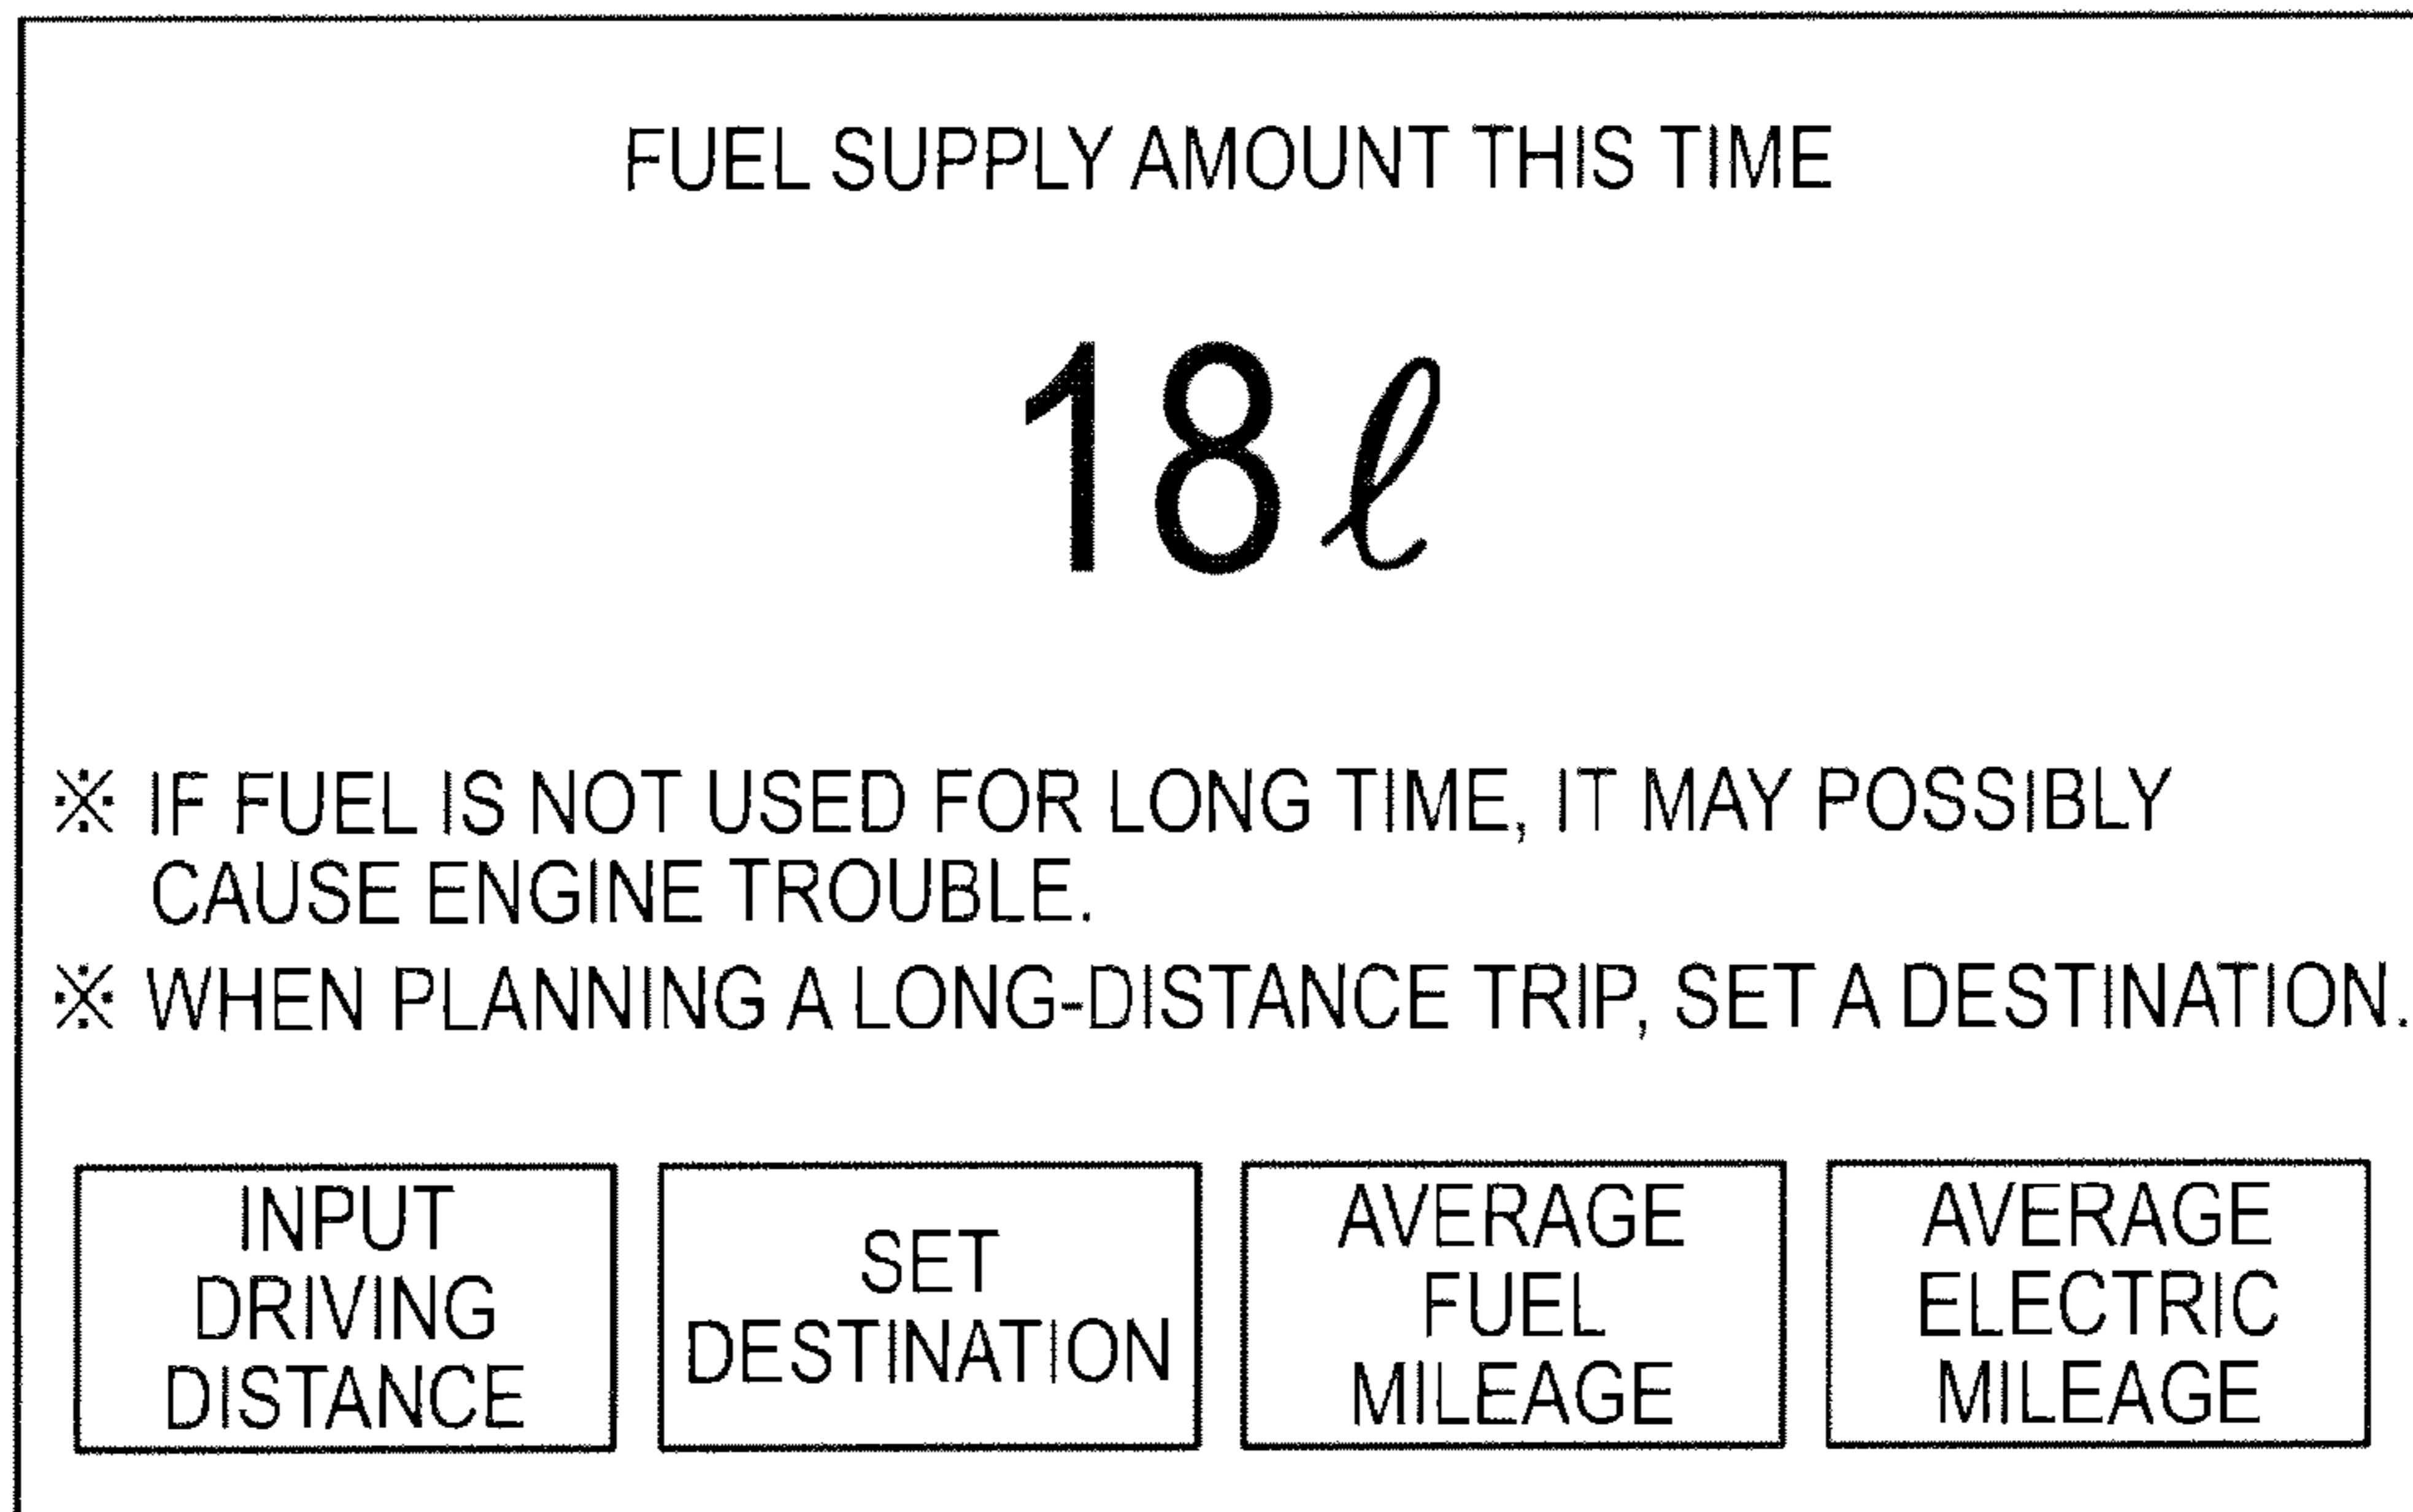 FUEL SUPPLY AMOUNT THIS TIME
18ℓ
※ IF FUEL IS NOT USED FOR LONG TIME, IT MAY POSSIBLY
CAUSE ENGINE TROUBLE.
※ WHEN PLANNING A LONG-DISTANCE TRIP, SET A DESTINATION.
INPUT
DRIVING
DISTANCE
SET
DESTINATION
AVERAGE
FUEL
MILEAGE
AVERAGE
ELECTRIC
MILEAGE